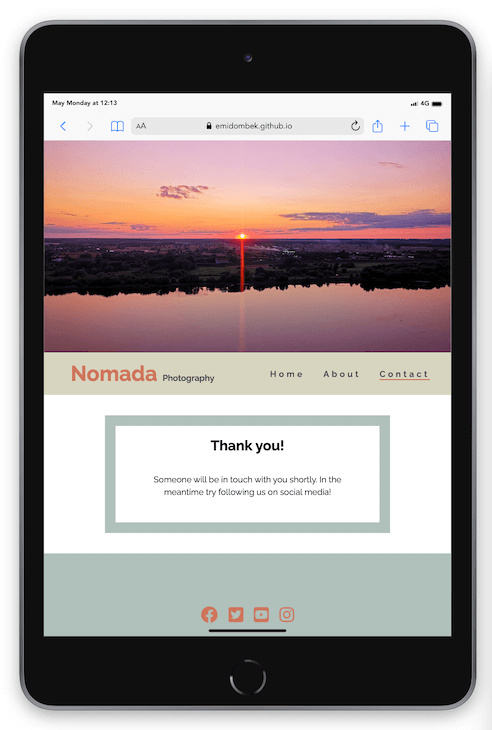 May Monday at 12:13 4G
AA emidombek.github.io
Nomada Photography Home About Contact
Thank you!
Someone will be in touch with you shortly. In the
meantime try following us on social media!